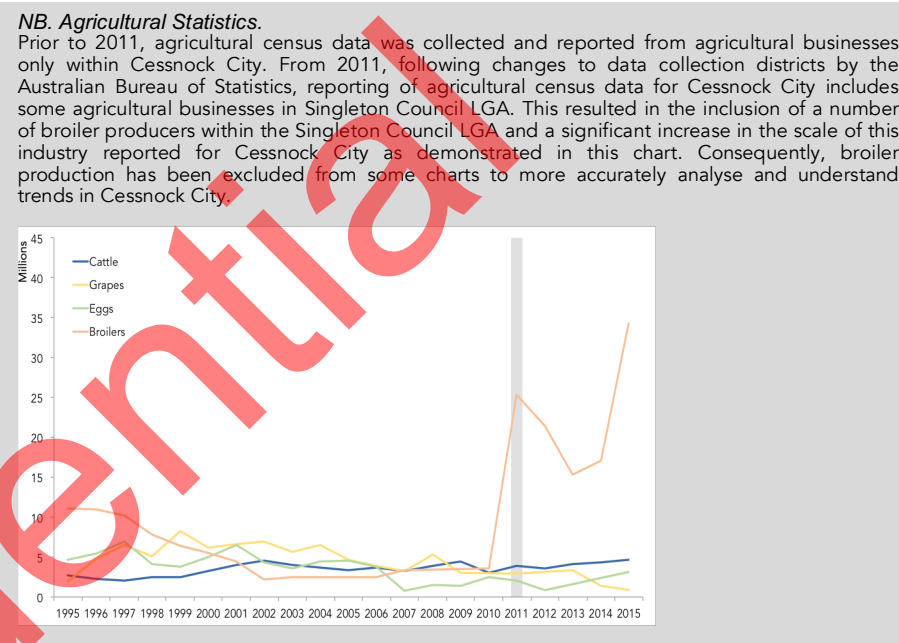 NB. Agricultural Statistics.
Prior to 2011, agricultural census data was collected and reported from agricultural businesses
only within Cessnock City. From 2011, following changes to data collection districts by the
Australian Bureau of Statistics, reporting of agricultural census data for Cessnock City includes
some agricultural businesses in Singleton Council LGA. This resulted in the inclusion of a number
of broiler producers within the Singleton Council LGA and a significant increase in the scale of this
industry reported for Cessnock City as demonstrated in this chart. Consequently, broiler
production has been excluded from some charts to more accurately analyse and understand
trends in Cessnock City.
Millions
45
40
35
30
25
20
15
10
5
0
Cattle
Grapes
Eggs
Broilers
1995 1996 1997 1998 1999 2000 2001 2002 2003 2004 2005 2006 2007 2008 2009 2010 2011 2012 2013 2014 2015
ential